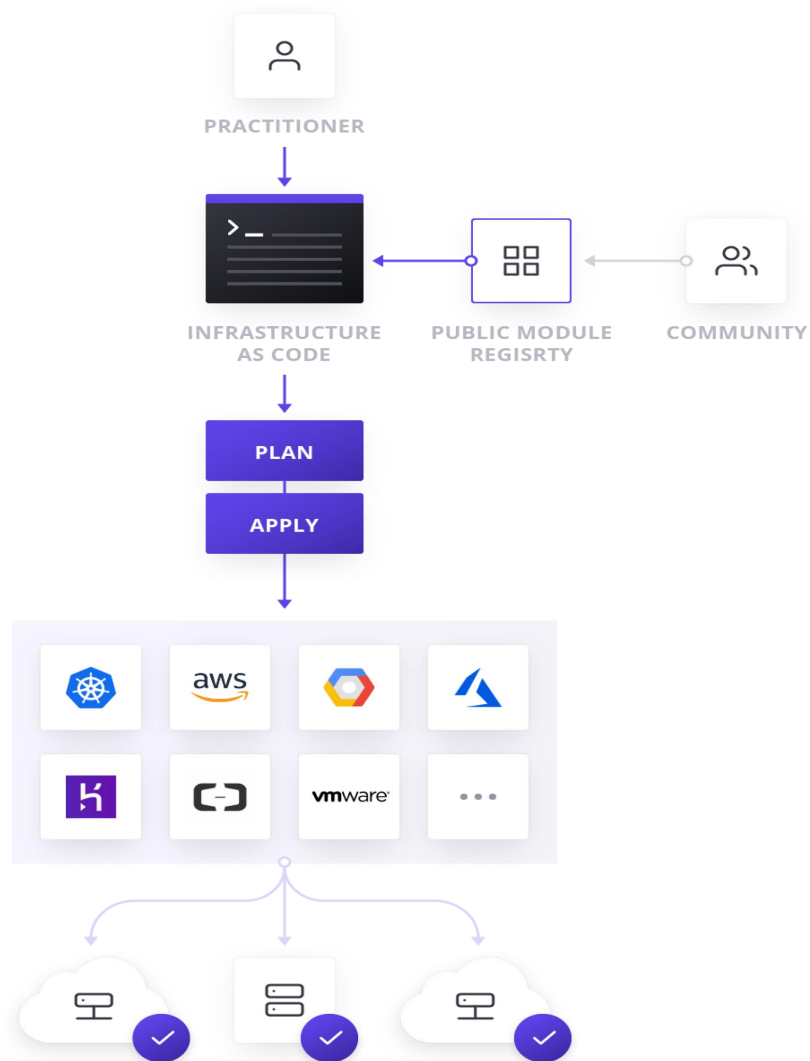 PRACTITIONER
INFRASTRUCTURE
AS CODE
PUBLIC MODULE
REGISRTY
COMMUNITY
PLAN
APPLY
aws
vmware®